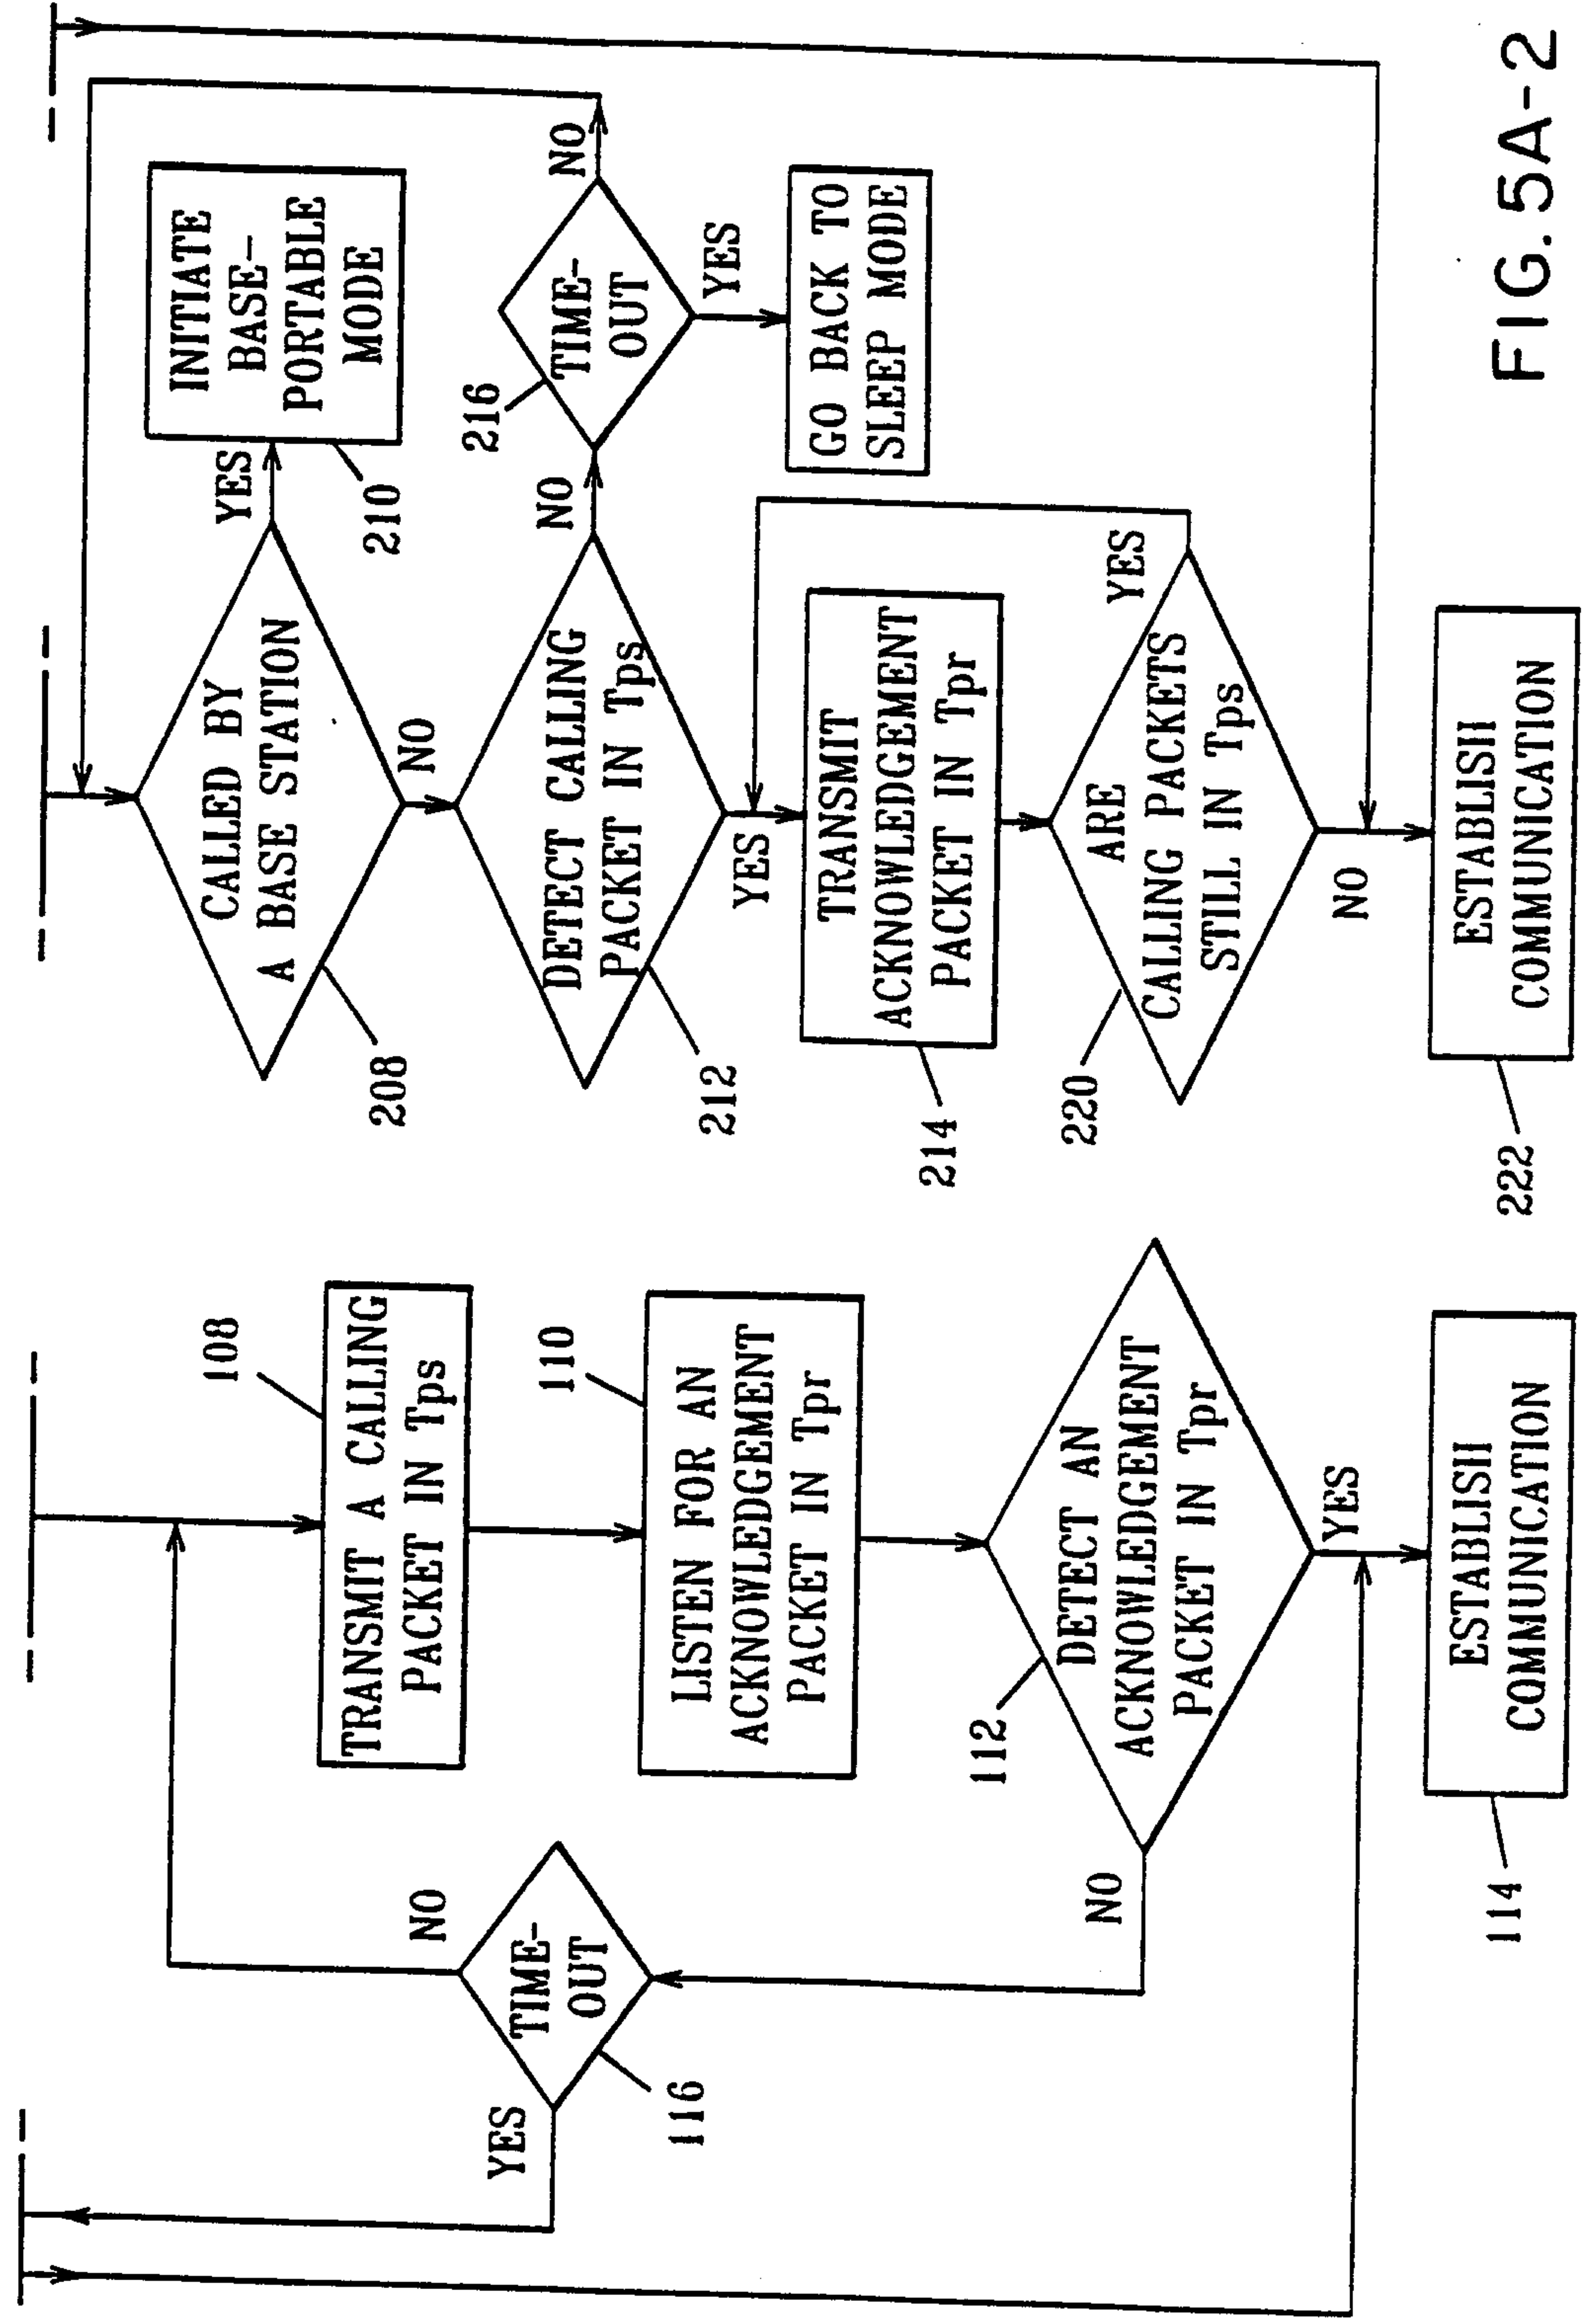 108
TRANSMIT A CALLING
PACKET IN Tps
110
LISTEN FOR AN
ACKNOWLEDGEMENT
PACKET IN Tpr
112
DETECT AN
ACKNOWLEDGEMENT
PACKET IN Tpr
NO
YES
TIME-
OUT
NO
YES
116
ESTABLISH
COMMUNICATION
114
CALLED BY
A BASE STATION
208
YES
INITIATE
BASE-
PORTABLE
MODE
210
NO
DETECT CALLING
PACKET IN Tps
212
NO
216
TIME-
OUT
NO
YES
GO BACK TO
SLEEP MODE
YES
TRANSMIT
ACKNOWLEDGEMENT
PACKET IN Tpr
214
ARE
CALLING PACKETS
STILL IN Tps
220
YES
NO
ESTABLISH
COMMUNICATION
222
FIG. 5A-2